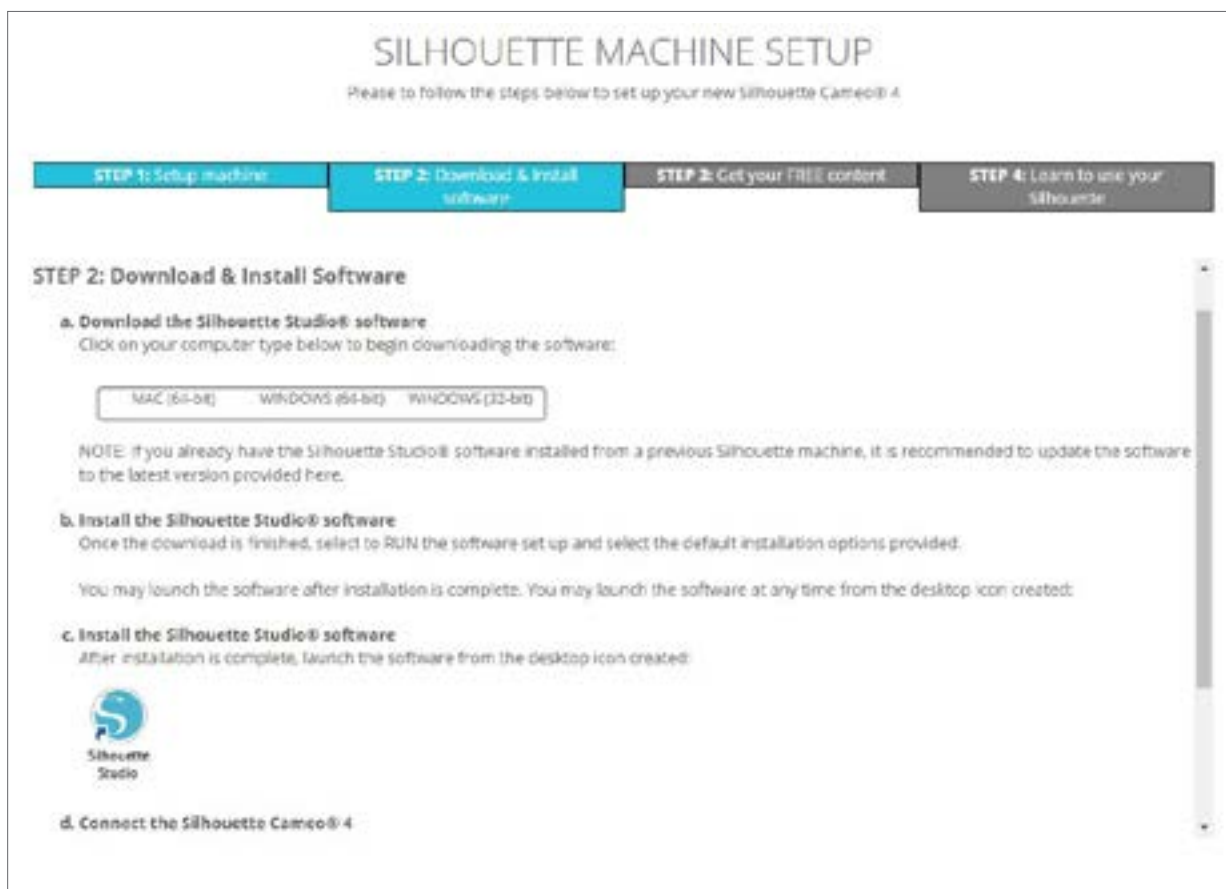 SILHOUETTE MACHINE SETUP
Please to follow the steps below to set up your new Silhouette Cameo® 4
STEP 1: Setup machine
STEP 2: Download & Install
software
STEP 3: Get your FREE content
STEP 4: Learn to use your
Silhouette
STEP 2: Download & Install Software
a. Download the Silhouette Studio® software
Click on your computer type below to begin downloading the software:
MAC (64-bit) WINDOWS (64-bit) WINDOWS (32-bit)
NOTE: If you already have the Silhouette Studio® software installed from a previous Silhouette machine, it is recommended to update the software
to the latest version provided here.
b. Install the Silhouette Studio® software
Once the download is finished, select to RUN the software set up and select the default installation options provided.
You may launch the software after installation is complete. You may launch the software at any time from the desktop icon created:
c. Install the Silhouette Studio® software
After installation is complete, launch the software from the desktop icon created:
S
Silhouette
Studio
d. Connect the Silhouette Cameo® 4